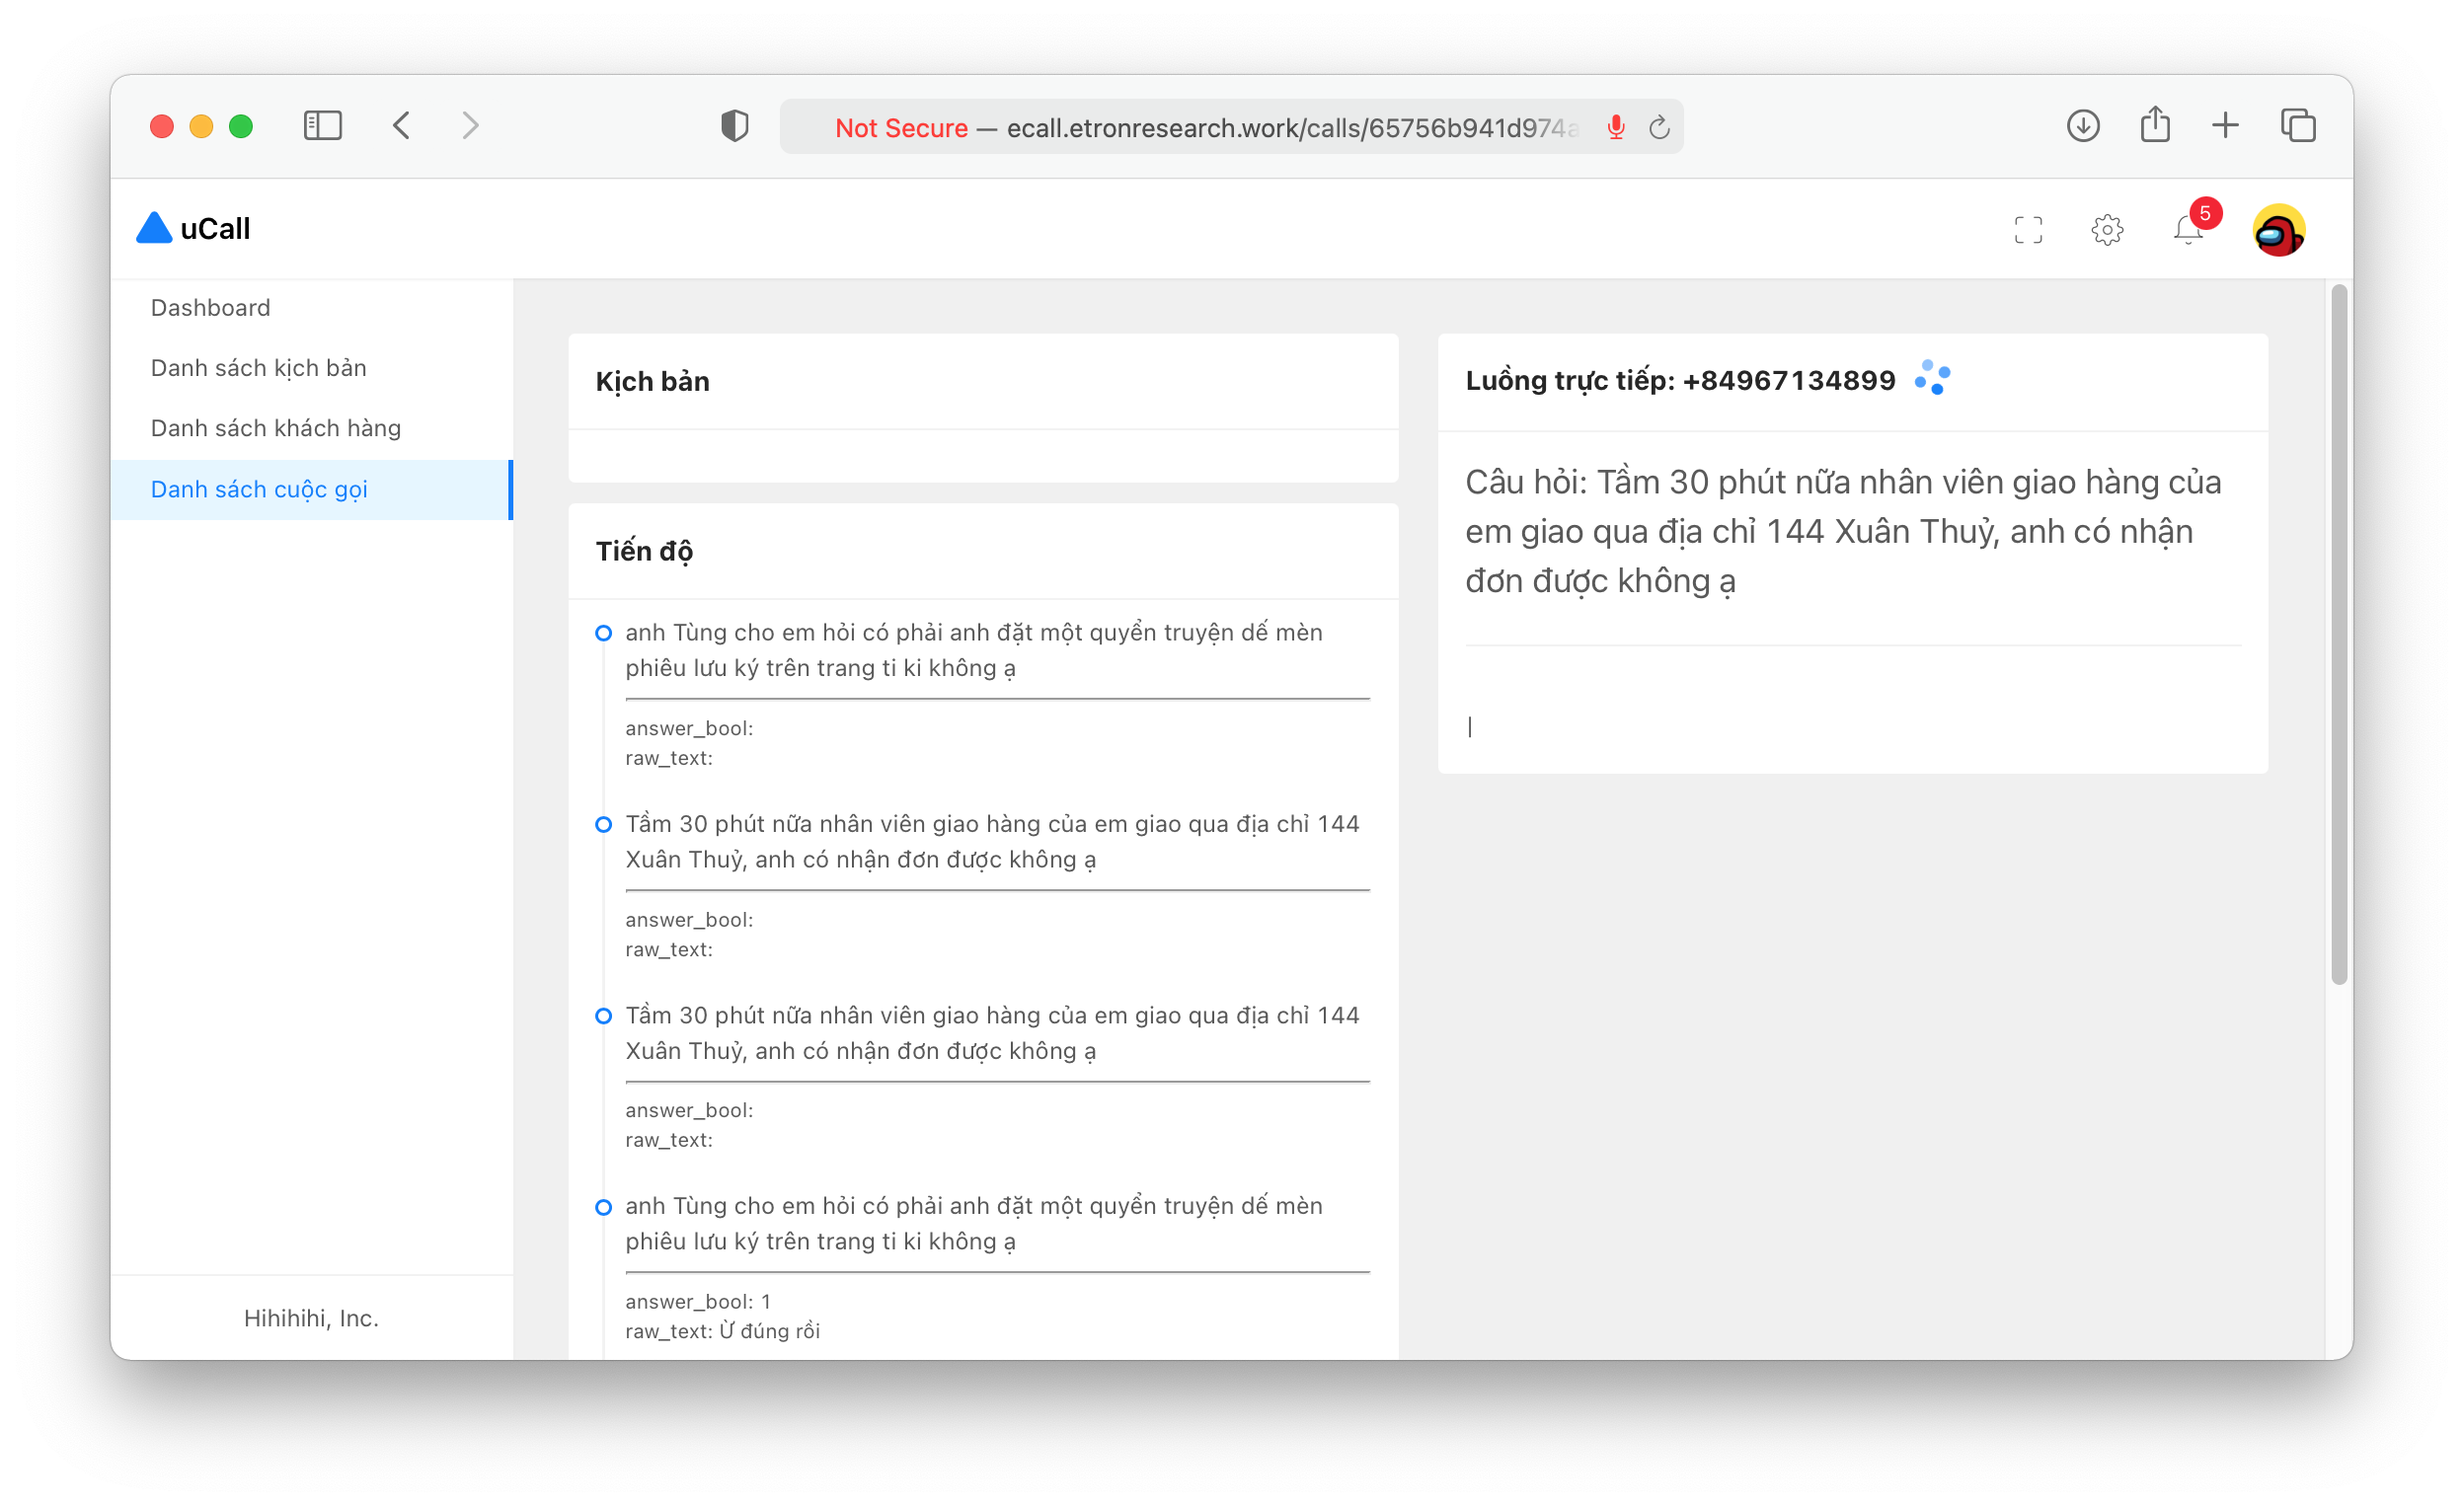 Not Secure — ecall.etronresearch.work/calls/65756b941d974a
uCall
5
Dashboard
Danh sách kịch bản
Danh sách khách hàng
Danh sách cuộc gọi
Hihihihi, Inc.
Kịch bản
Tiến độ
anh Tùng cho em hỏi có phải anh đặt một quyển truyện dế mèn
phiêu lưu ký trên trang ti ki không ạ
answer_bool:
raw_text:
Tầm 30 phút nữa nhân viên giao hàng của em giao qua địa chỉ 144
Xuân Thuỷ, anh có nhận đơn được không ạ
answer_bool:
raw_text:
Tầm 30 phút nữa nhân viên giao hàng của em giao qua địa chỉ 144
Xuân Thuỷ, anh có nhận đơn được không ạ
answer_bool:
raw_text:
anh Tùng cho em hỏi có phải anh đặt một quyển truyện dế mèn
phiêu lưu ký trên trang ti ki không ạ
answer_bool: 1
raw_text: Ừ đúng rồi
Luồng trực tiếp: +84967134899
Câu hỏi: Tầm 30 phút nữa nhân viên giao hàng của
em giao qua địa chỉ 144 Xuân Thuỷ, anh có nhận
đơn được không ạ